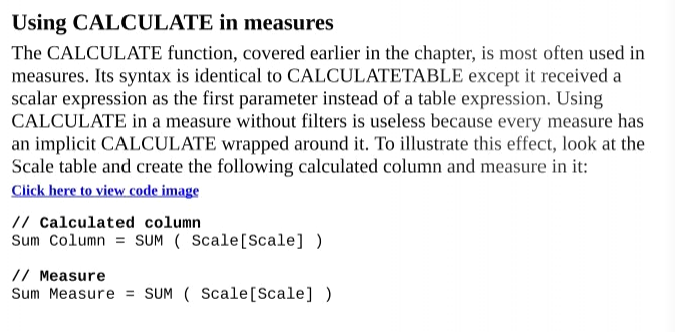 Using CALCULATE in measures
The CALCULATE function, covered earlier in the chapter, is most often used in
measures. Its syntax is identical to CALCULATETABLE except it received a
scalar expression as the first parameter instead of a table expression. Using
CALCULATE in a measure without filters is useless because every measure has
an implicit CALCULATE wrapped around it. To illustrate this effect, look at the
Scale table and create the following calculated column and measure in it:
Click here to view code image
// Calculated column
Sum Column = SUM ( Scale[Scale] )
// Measure
Sum Measure = SUM ( Scale[Scale] )